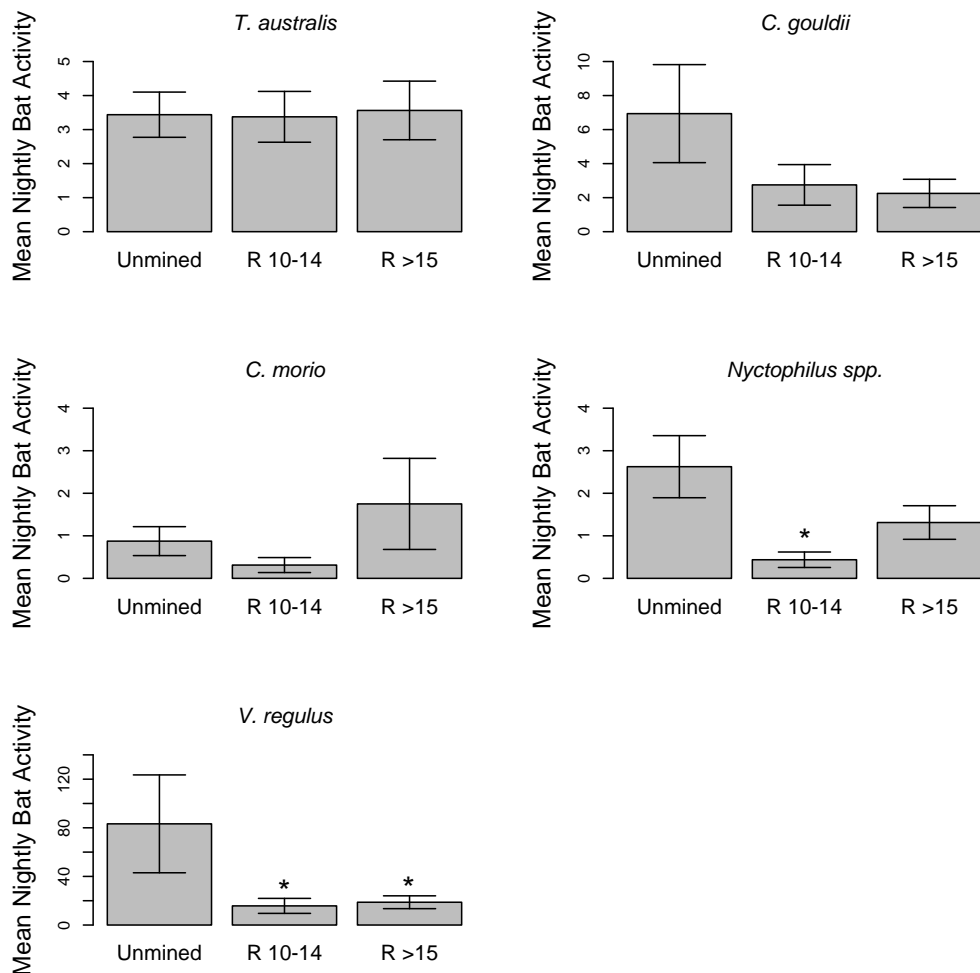 T. australis
Mean Nightly Bat Activity
0 1 2 3 4 5
Unmined R 10-14 R >15
C. gouldii
Mean Nightly Bat Activity
0 2 4 6 8 10
Unmined R 10-14 R >15
C. morio
Mean Nightly Bat Activity
0 1 2 3 4
Unmined R 10-14 R >15
Nyctophilus spp.
Mean Nightly Bat Activity
0 1 2 3 4
*
Unmined R 10-14 R >15
V. regulus
Mean Nightly Bat Activity
0 40 80 120
* *
Unmined R 10-14 R >15